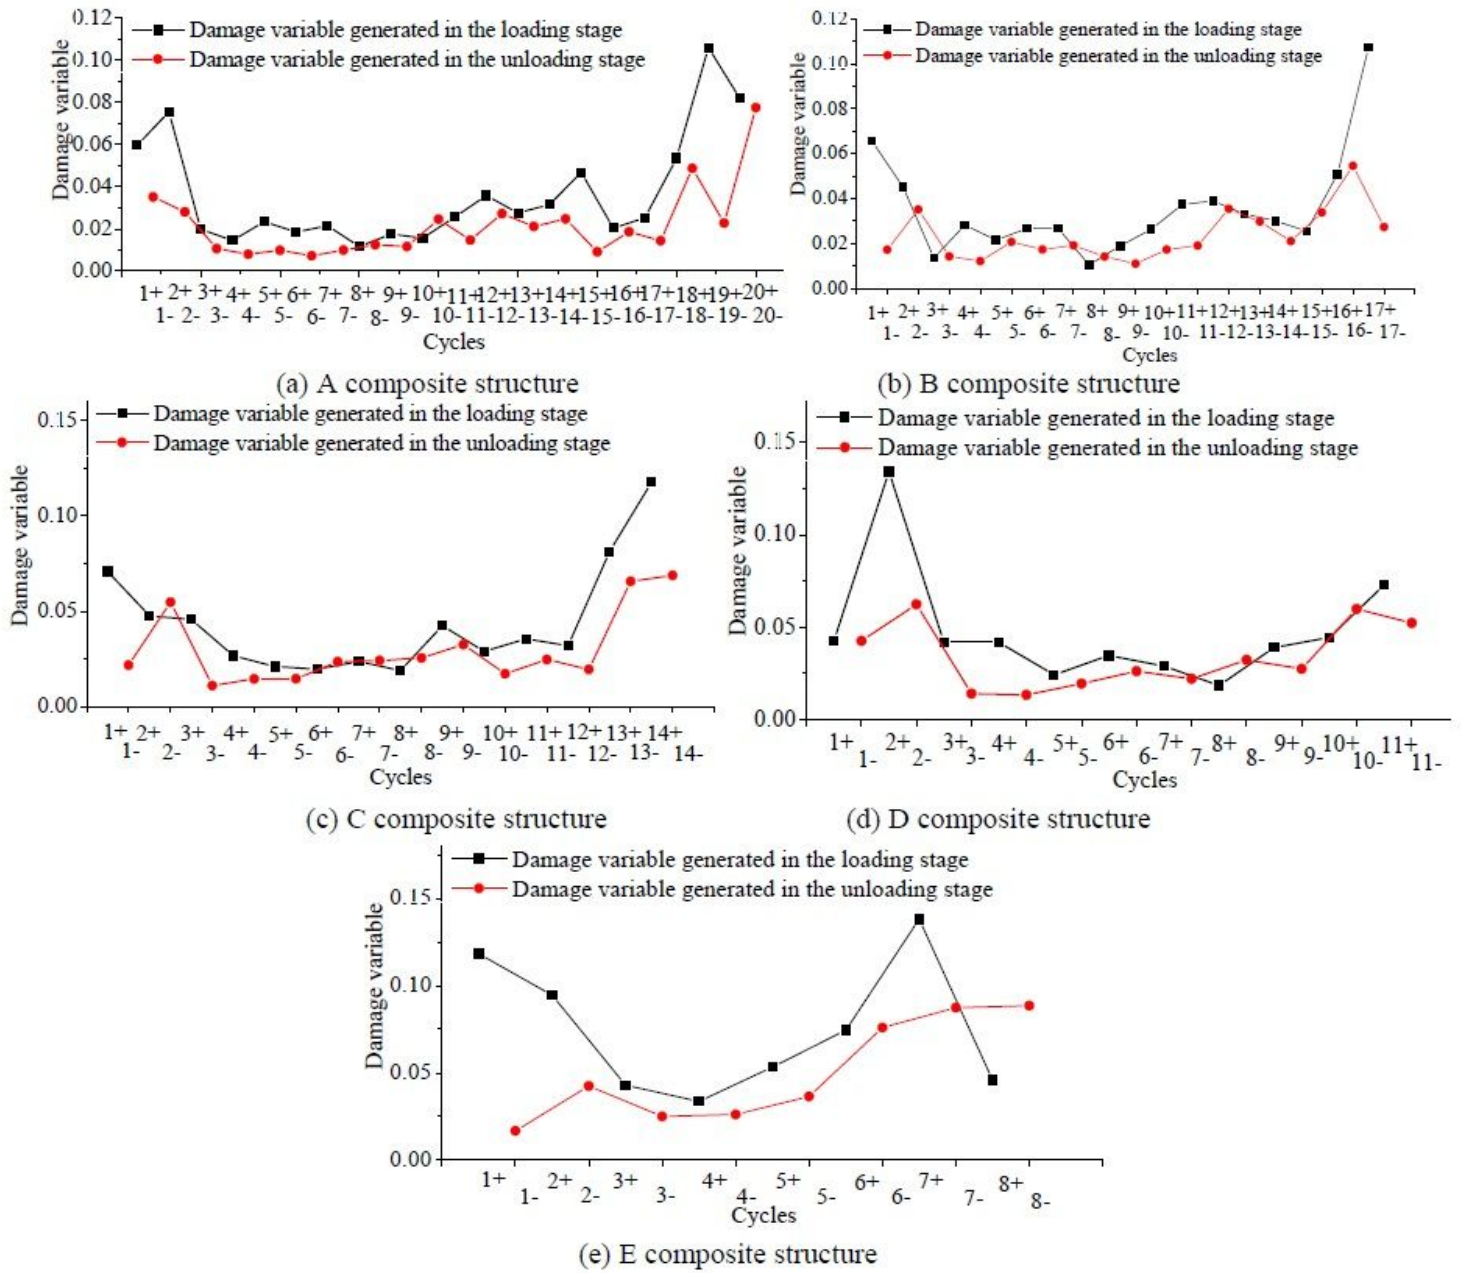 0.12
Damage variable generated in the loading stage
0.10
Damage variable generated in the unloading stage
0.08
0.06
0.04
0.02
0.00
Damage variable
1+ 2+ 3+ 4+ 5+ 6+ 7+ 8+ 9+ 10+ 11+ 12+ 13+ 14+ 15+ 16+ 17+ 18+ 19+ 20+
1- 2- 3- 4- 5- 6- 7- 8- 9- 10- 11- 12- 13- 14- 15- 16- 17- 18- 19- 20-
Cycles
(a) A composite structure
0.12
Damage variable generated in the loading stage
0.10
Damage variable generated in the unloading stage
0.08
0.06
0.04
0.02
0.00
Damage variable
1+ 2+ 3+ 4+ 5+ 6+ 7+ 8+ 9+ 10+ 11+ 12+ 13+ 14+ 15+ 16+ 17+
1- 2- 3- 4- 5- 6- 7- 8- 9- 10- 11- 12- 13- 14- 15- 16- 17-
Cycles
(b) B composite structure
0.15
Damage variable generated in the loading stage
Damage variable generated in the unloading stage
0.10
0.05
0.00
Damage variable
1+ 2+ 3+ 4+ 5+ 6+ 7+ 8+ 9+ 10+ 11+ 12+ 13+ 14+
1- 2- 3- 4- 5- 6- 7- 8- 9- 10- 11- 12- 13- 14-
Cycles
(c) C composite structure
Damage variable generated in the loading stage
0.15
Damage variable generated in the unloading stage
0.10
0.05
0.00
Damage variable
1+ 2+ 3+ 4+ 5+ 6+ 7+ 8+ 9+ 10+ 11+
1- 2- 3- 4- 5- 6- 7- 8- 9- 10- 11-
Cycles
(d) D composite structure
Damage variable generated in the loading stage
Damage variable generated in the unloading stage
0.15
0.10
0.05
0.00
Damage variable
1+ 2+ 3+ 4+ 5+ 6+ 7+ 8+
1- 2- 3- 4- 5- 6- 7- 8-
Cycles
(e) E composite structure